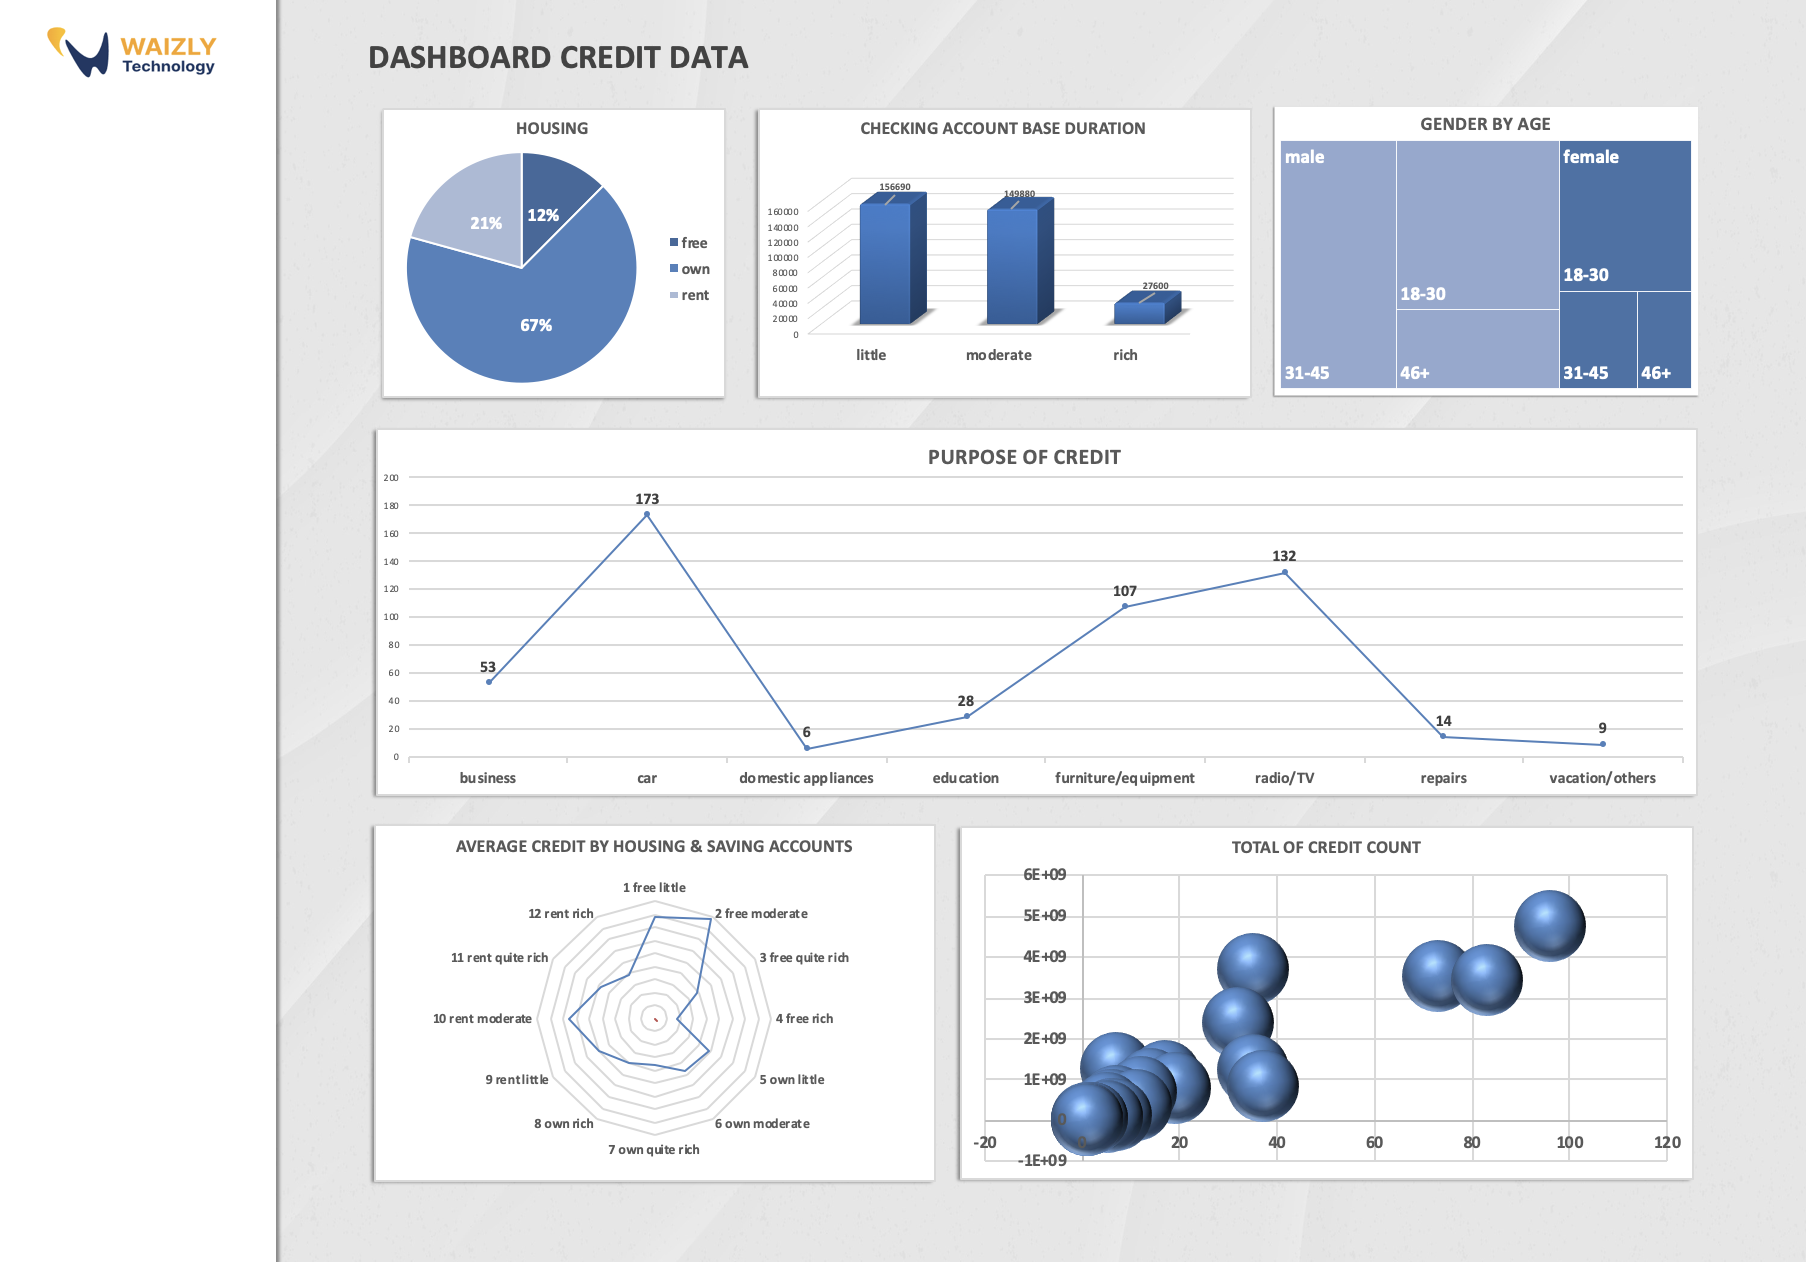 WAIZLY
Technology
DASHBOARD CREDIT DATA
HOUSING
12%
21%
67%
free
own
rent
CHECKING ACCOUNT BASE DURATION
156690
149880
27600
160000
140000
120000
100000
80000
60000
40000
20000
0
little moderate rich
GENDER BY AGE
male female
18-30
18-30
31-45 46+ 31-45 46+
PURPOSE OF CREDIT
200
180
160
140
120
100
80
60
40
20
0
53
173
6
28
107
132
14
9
business car domestic appliances education furniture/equipment radio/TV repairs vacation/others
AVERAGE CREDIT BY HOUSING & SAVING ACCOUNTS
1 free little
2 free moderate
3 free quite rich
4 free rich
5 own little
6 own moderate
7 own quite rich
8 own rich
9 rent little
10 rent moderate
11 rent quite rich
12 rent rich
TOTAL OF CREDIT COUNT
6E+09
5E+09
4E+09
3E+09
2E+09
1E+09
0
-1E+09
-20 0 20 40 60 80 100 120